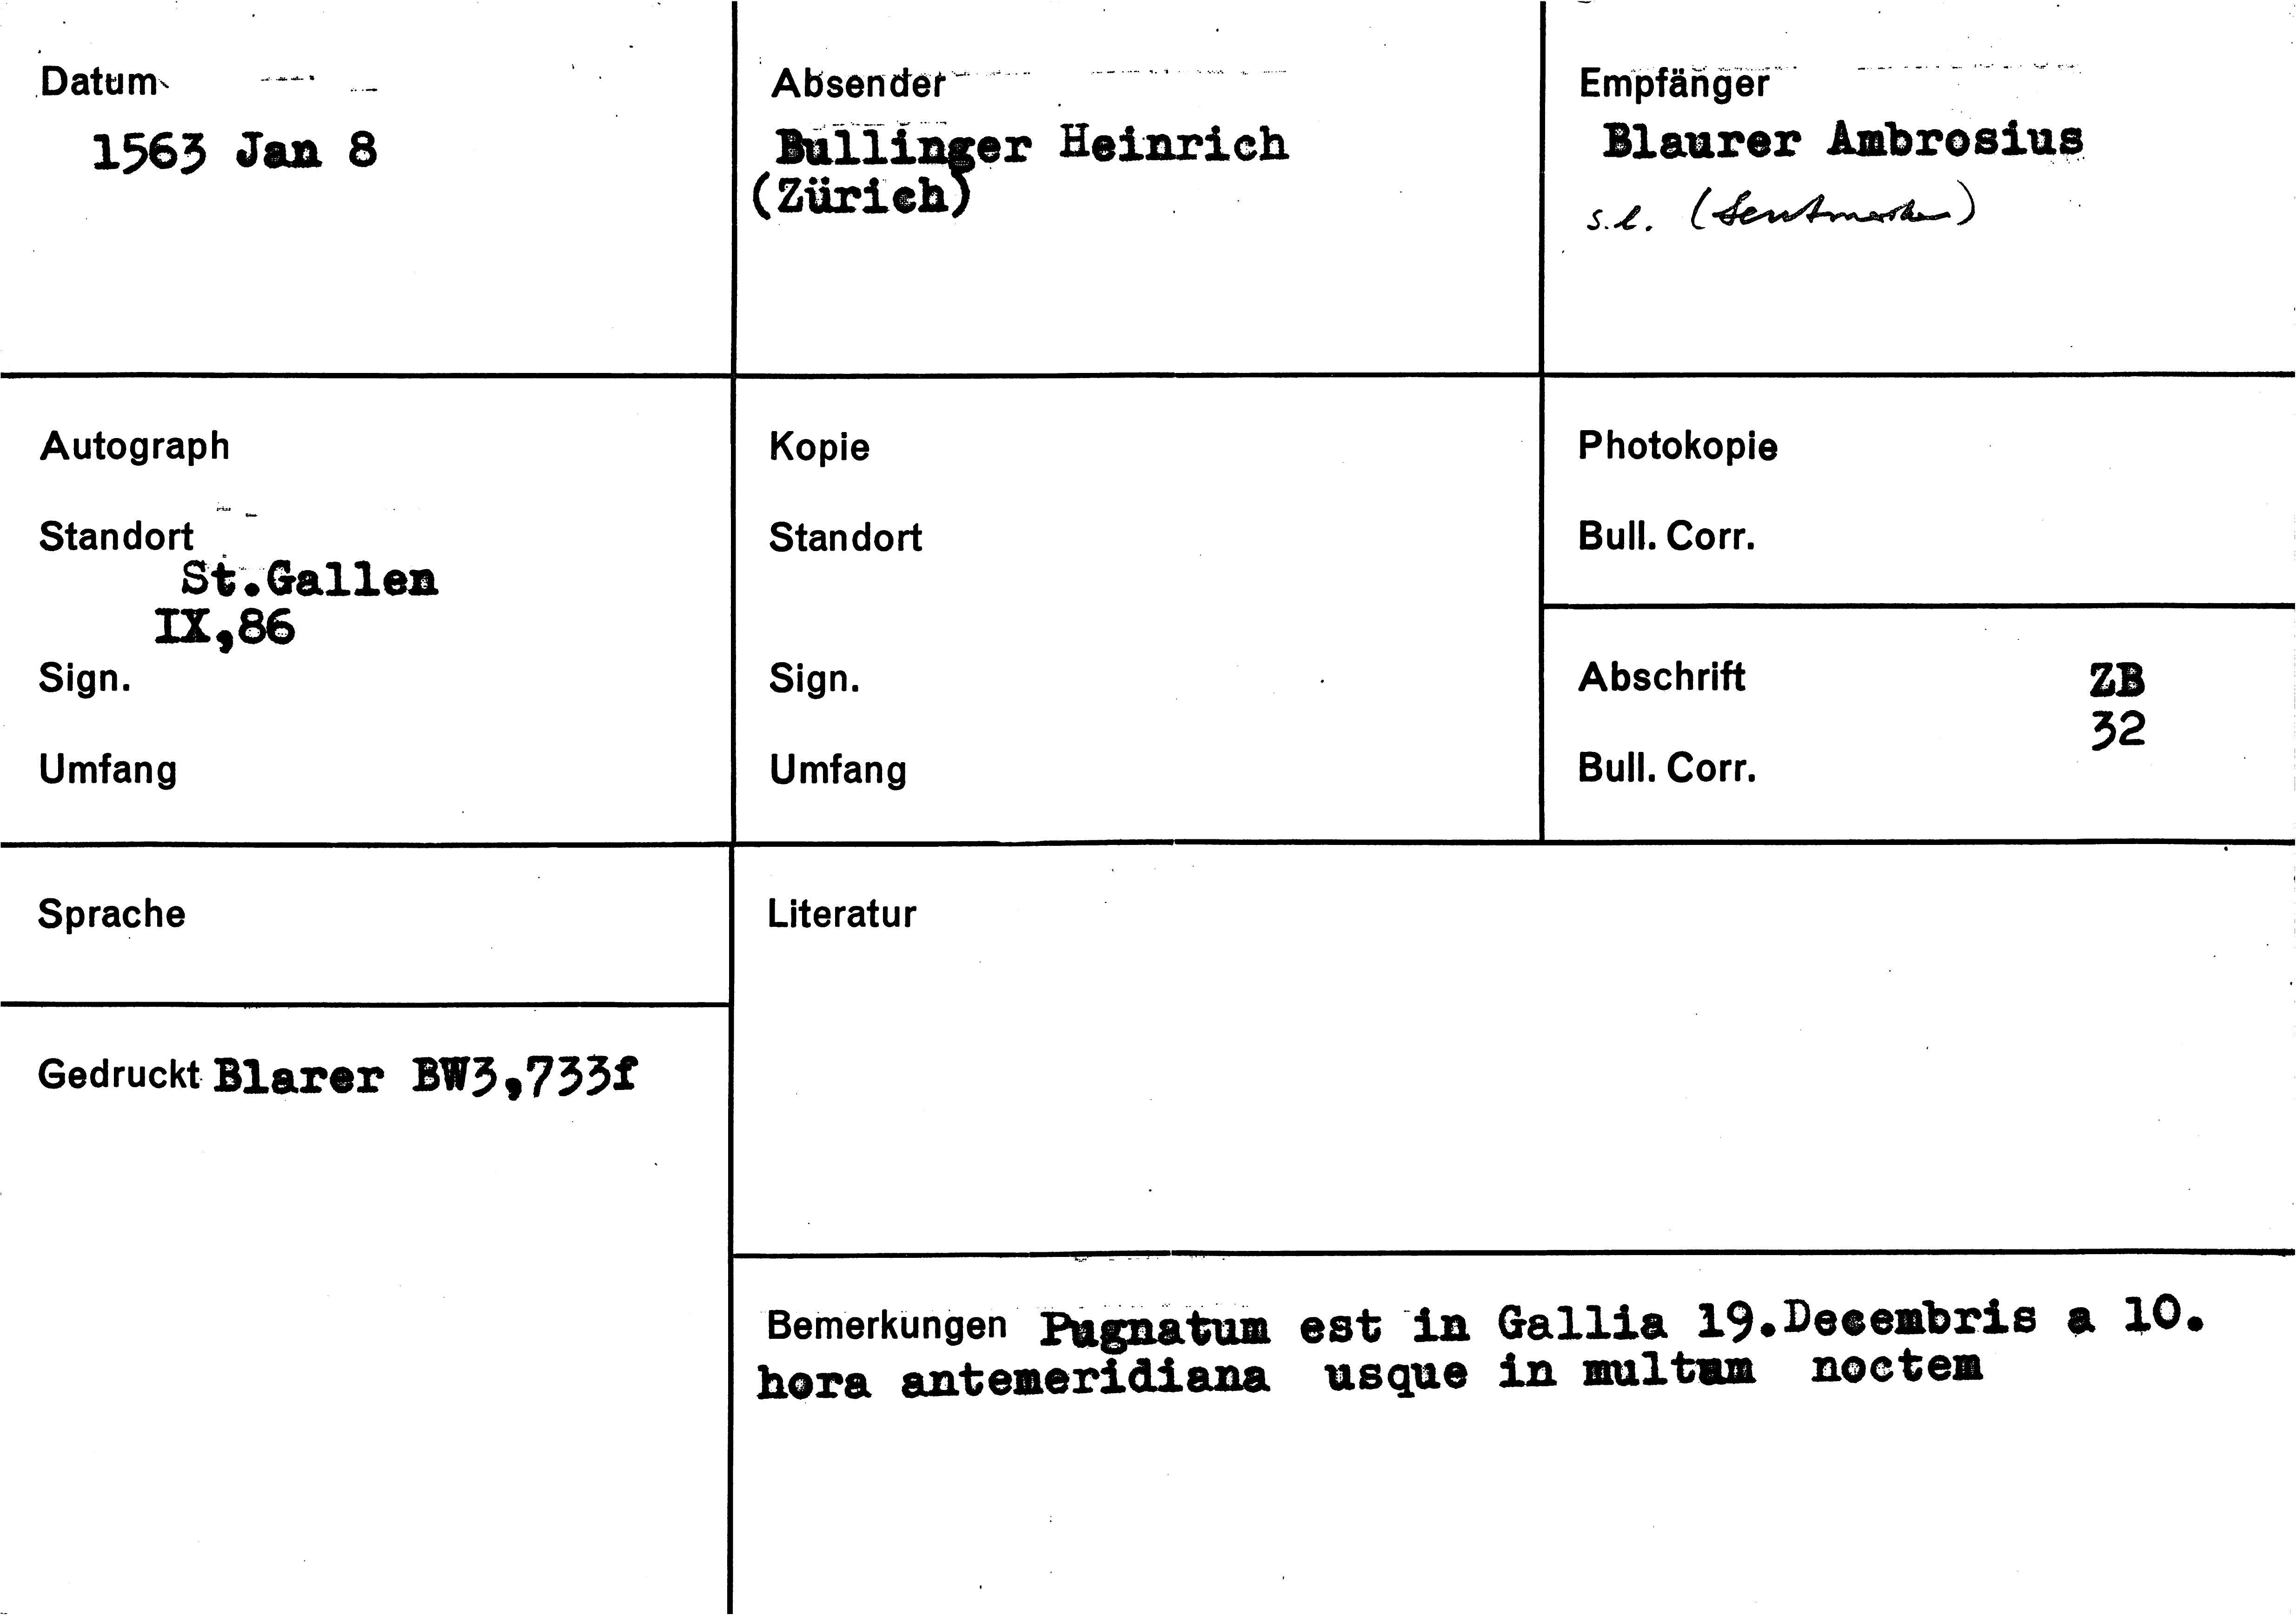 Datum
1563 Jan 8
Absender
Bullinger Heinrich
(Zürich)
Empfänger
Blaurer Ambrosius
s.l.
Autograph
Standort
St.Gallen
IX,86
Sign.
Umfang
Kopie
Standort
Sign.
Umfang
Photokopie
Bull. Corr.
Abschrift ZB
32
Bull. Corr.
Sprache
Gedruckt Blarer BW3,733f
Literatur
Bemerkungen Pugnatum est in Gallia 19.Decembris a 10.
hora antemeridiana usque in multam noctem